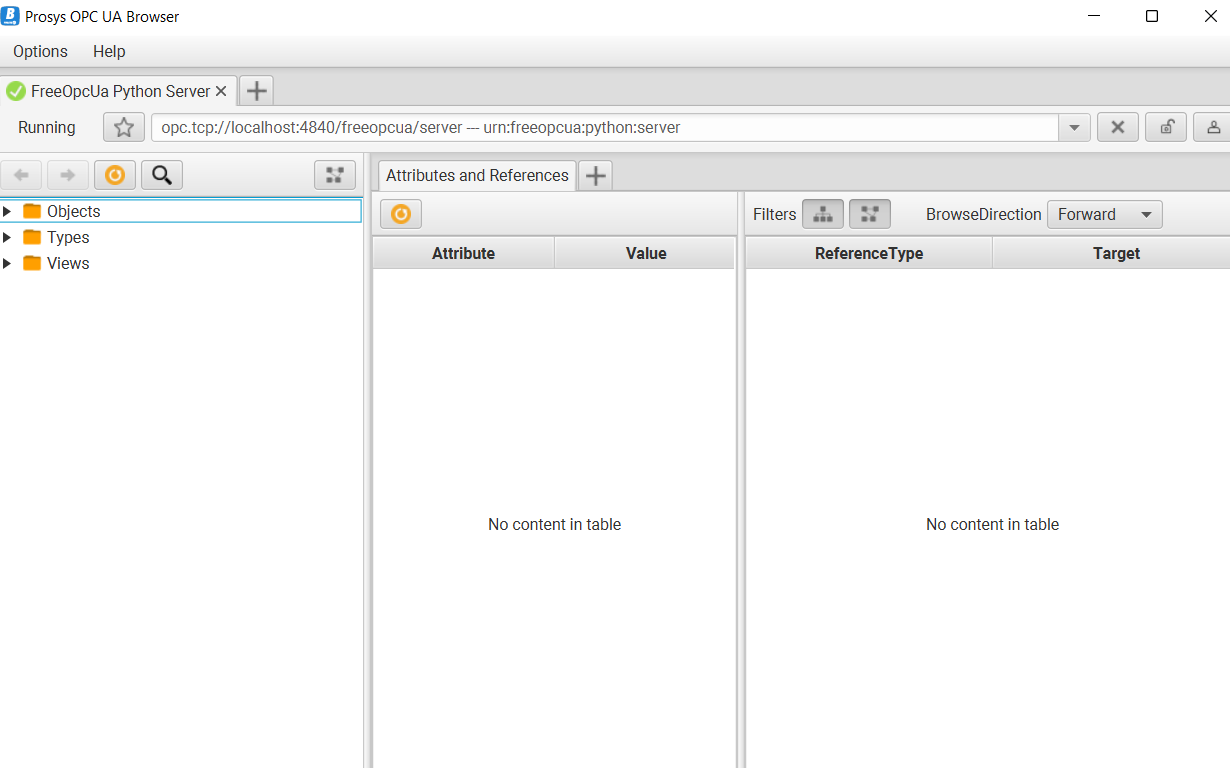 Prosys OPC UA Browser
Options Help
FreeOpcUa Python Server
Running opc.tcp://localhost:4840/freeopcua/server --- urn:freeopcua:python:server
Attributes and References
Objects
Types
Views
Attribute Value
No content in table
Filters BrowseDirection Forward
ReferenceType Target
No content in table